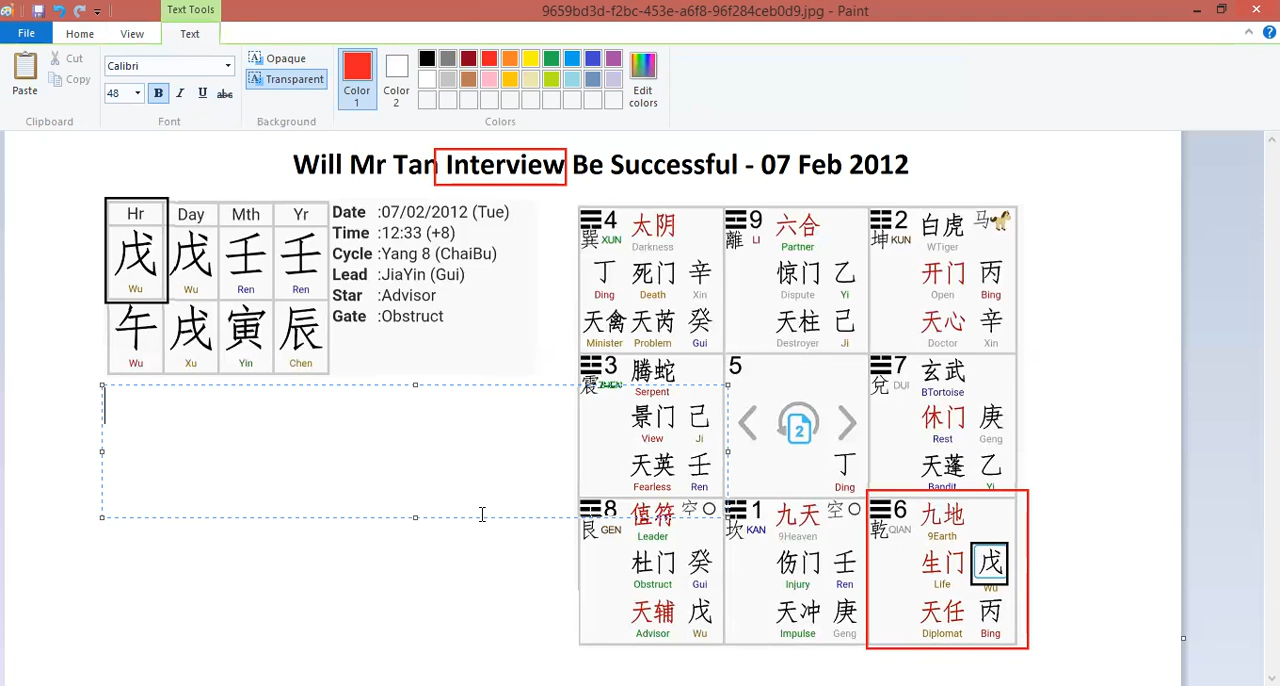 Text Tools
9659bd3d-f2bc-453e-a6f8-96f284ceb0d9.jpg - Paint
File Home View Text
Paste
Cut
Copy
Clipboard
Calibri
48 B I U abc
Font
Opaque
Transparent
Background
Color 1
Color 2
Edit colors
Colors
Will Mr Tan Interview Be Successful - 07 Feb 2012
Hr Day Mth Yr
戊 戊 壬 壬
Wu Wu Ren Ren
午 戌 寅 辰
Wu Xu Yin Chen
Date :07/02/2012 (Tue)
Time :12:33 (+8)
Cycle :Yang 8 (ChaiBu)
Lead :JiaYin (Gui)
Star :Advisor
Gate :Obstruct
4 太阴
巽 XUN Darkness
丁 死门 辛
Ding Death Xin
天禽 天芮 癸
Minister Problem Gui
9 六合
離 LI Partner
惊门 乙
Dispute Yi
天柱 己
Destroyer Ji
2 白虎 马
坤 KUN WTiger
开门 丙
Open Bing
天心 辛
Doctor Xin
3 腾蛇
震 ZHEN Serpent
景门 己
View Ji
天英 壬
Fearless Ren
5
2
丁
Ding
7 玄武
兌 DUI BTortoise
休门 庚
Rest Geng
天蓬 乙
Bandit Yi
8 值符 空
艮 GEN Leader
杜门 癸
Obstruct Gui
天辅 戊
Advisor Wu
1 九天 空
坎 KAN 9Heaven
伤门 壬
Injury Ren
天冲 庚
Impulse Geng
6 九地
乾 QIAN 9Earth
生门 戊
Life Wu
天任 丙
Diplomat Bing